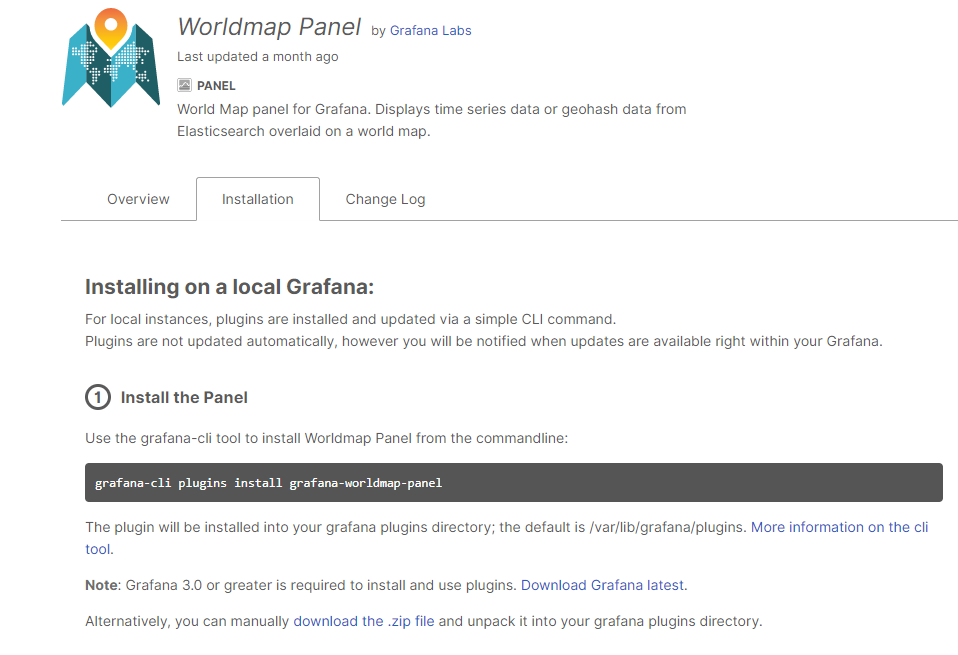 Worldmap Panel by Grafana Labs
Last updated a month ago
PANEL
World Map panel for Grafana. Displays time series data or geohash data from
Elasticsearch overlaid on a world map.
Overview Installation Change Log
Installing on a local Grafana:
For local instances, plugins are installed and updated via a simple CLI command.
Plugins are not updated automatically, however you will be notified when updates are available right within your Grafana.
1 Install the Panel
Use the grafana-cli tool to install Worldmap Panel from the commandline:
grafana-cli plugins install grafana-worldmap-panel
The plugin will be installed into your grafana plugins directory; the default is /var/lib/grafana/plugins. More information on the cli
tool.
Note: Grafana 3.0 or greater is required to install and use plugins. Download Grafana latest.
Alternatively, you can manually download the .zip file and unpack it into your grafana plugins directory.